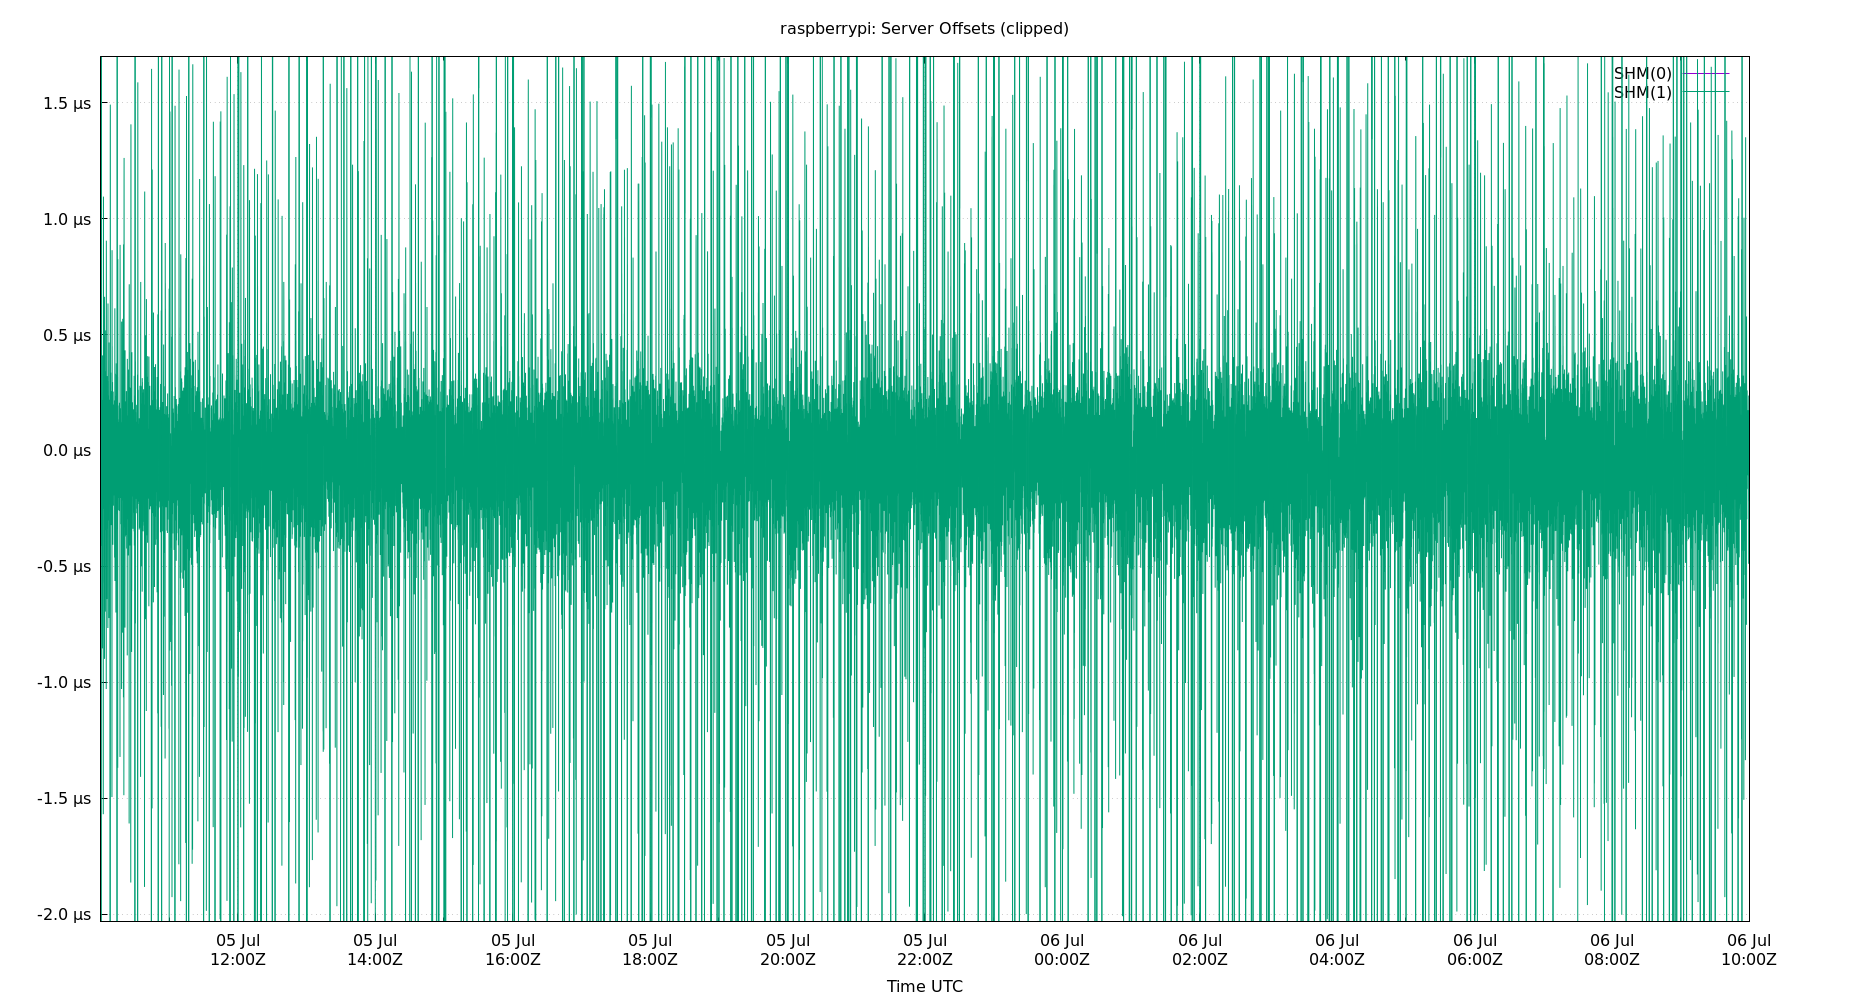 raspberrypi: Server Offsets (clipped)
SHM(0)
SHM(1)
1.5 µs
1.0 µs
0.5 µs
0.0 µs
-0.5 µs
-1.0 µs
-1.5 µs
-2.0 µs
05 Jul 05 Jul 05 Jul 05 Jul 05 Jul 05 Jul 06 Jul 06 Jul 06 Jul 06 Jul 06 Jul 06 Jul
12:00Z 14:00Z 16:00Z 18:00Z 20:00Z 22:00Z 00:00Z 02:00Z 04:00Z 06:00Z 08:00Z 10:00Z
Time UTC